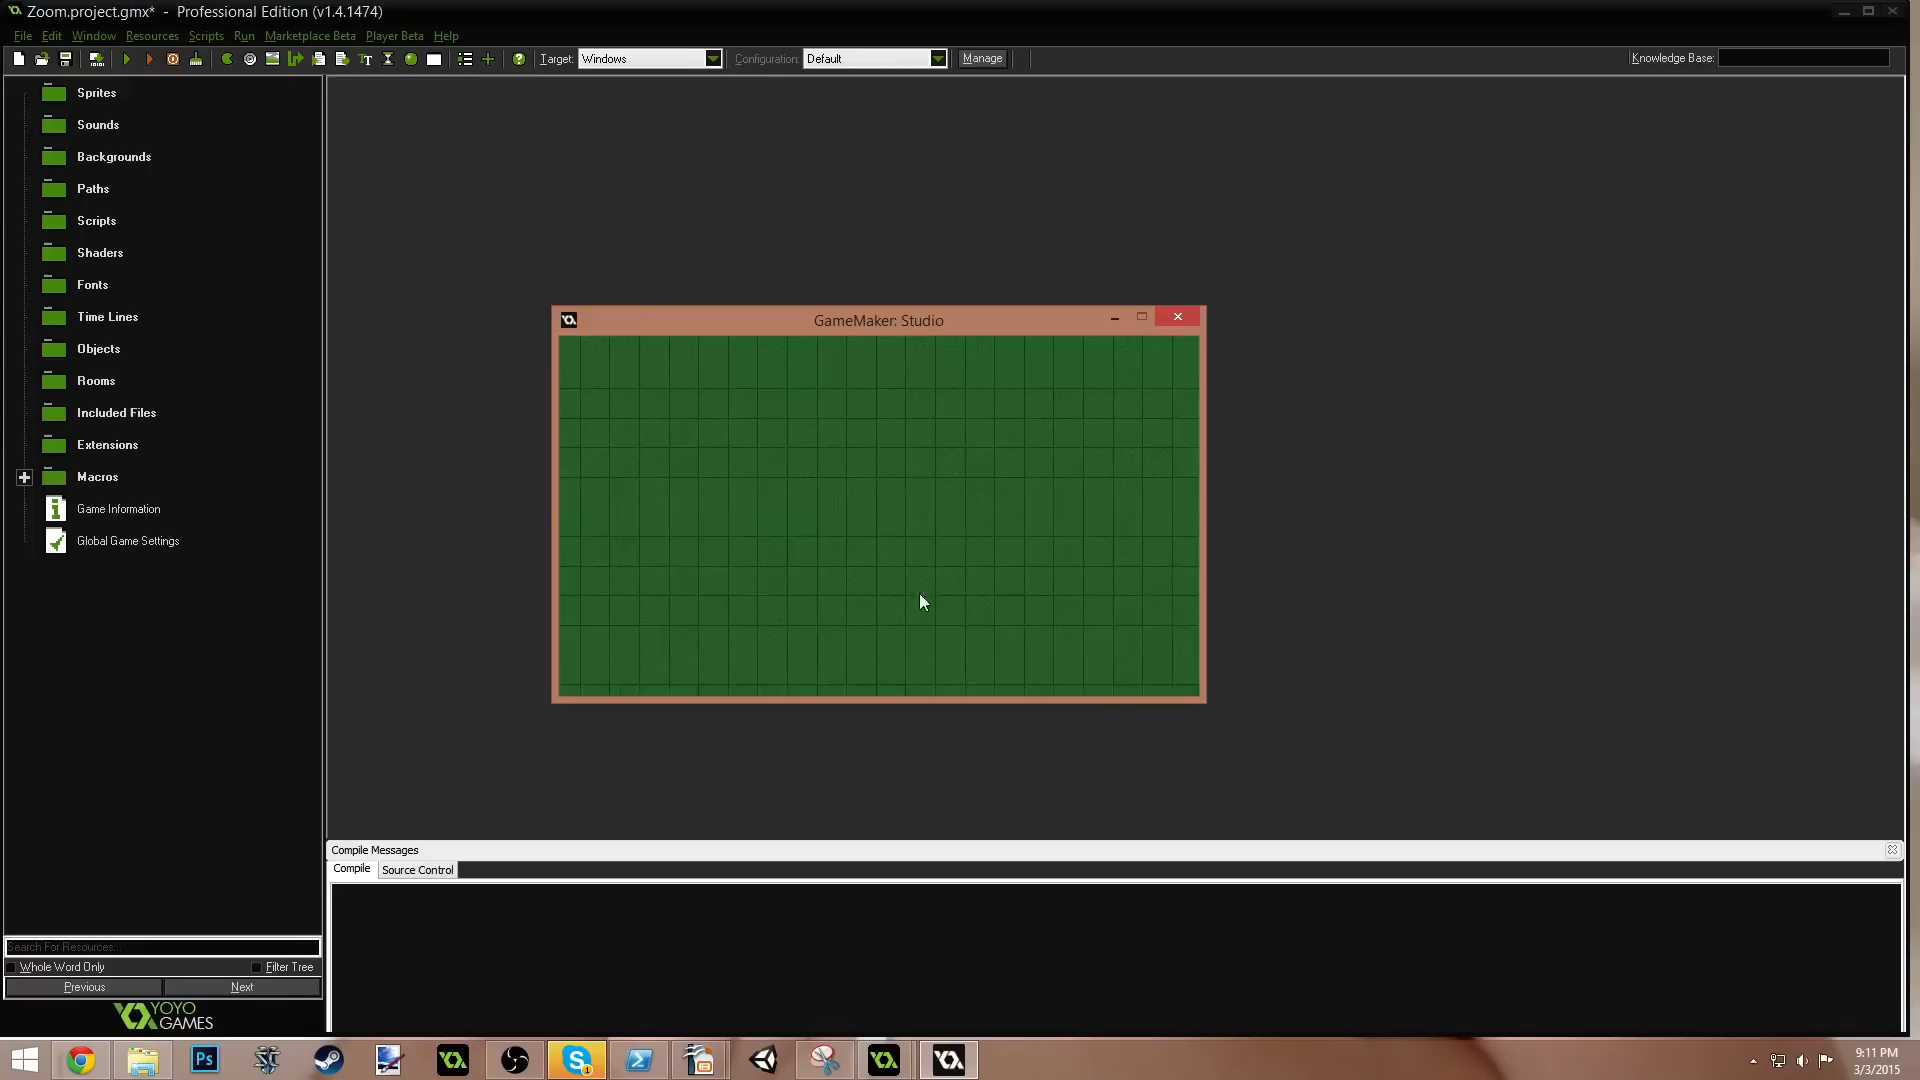 Zoom.project.gmx* - Professional Edition (v1.4.1474)
File Edit Window Resources Scripts Run Marketplace Beta Player Beta Help
Target: Windows Configuration: Default Manage Knowledge Base:
Sprites
Sounds
Backgrounds
Paths
Scripts
Shaders
Fonts
Time Lines
Objects
Rooms
Included Files
Extensions
Macros
Game Information
Global Game Settings
GameMaker: Studio
Compile Messages
Compile Source Control
Search For Resources...
Whole Word Only Filter Tree
Previous Next
YOYO
GAMES
Ps
9:11 PM
3/3/2015